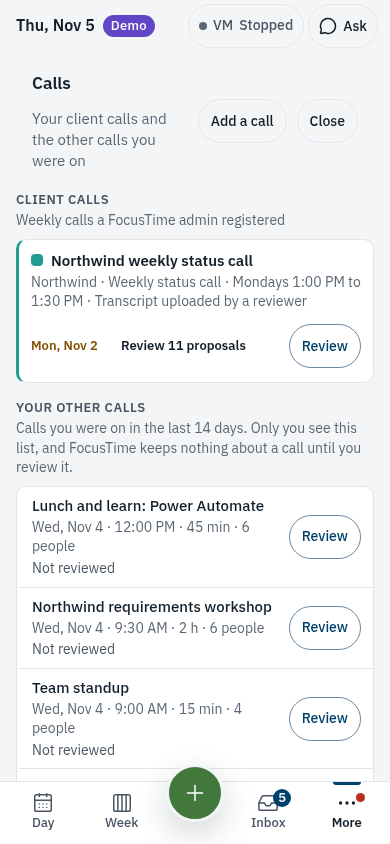 Thu, Nov 5 Demo VM Stopped Ask
Calls
Your client calls and
the other calls you
were on
Add a call Close
CLIENT CALLS
Weekly calls a FocusTime admin registered
Northwind weekly status call
Northwind · Weekly status call · Mondays 1:00 PM to
1:30 PM · Transcript uploaded by a reviewer
Mon, Nov 2 Review 11 proposals Review
YOUR OTHER CALLS
Calls you were on in the last 14 days. Only you see this
list, and FocusTime keeps nothing about a call until you
review it.
Lunch and learn: Power Automate
Wed, Nov 4 · 12:00 PM · 45 min · 6
people
Not reviewed
Review
Northwind requirements workshop
Wed, Nov 4 · 9:30 AM · 2 h · 6 people
Not reviewed
Review
Team standup
Wed, Nov 4 · 9:00 AM · 15 min · 4
people
Not reviewed
Review
5
Day Week Inbox More